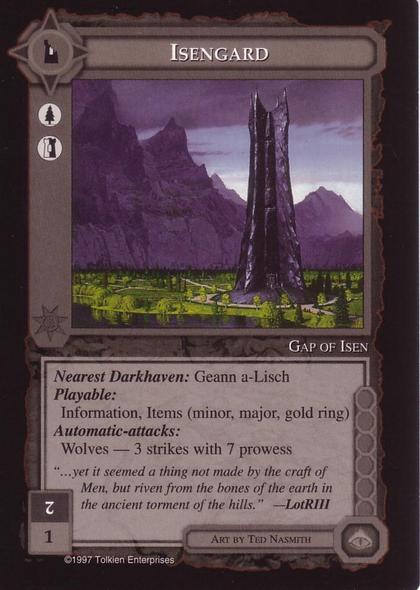 ISENGARD
GAP OF ISEN
Nearest Darkhaven: Geann a-Lisch
Playable:
Information, Items (minor, major, gold ring)
Automatic-attacks:
Wolves — 3 strikes with 7 prowess
“...yet it seemed a thing not made by the craft of
Men, but riven from the bones of the earth in
the ancient torment of the hills.” —LotRIII
2
1
ART BY TED NASMITH
©1997 Tolkien Enterprises